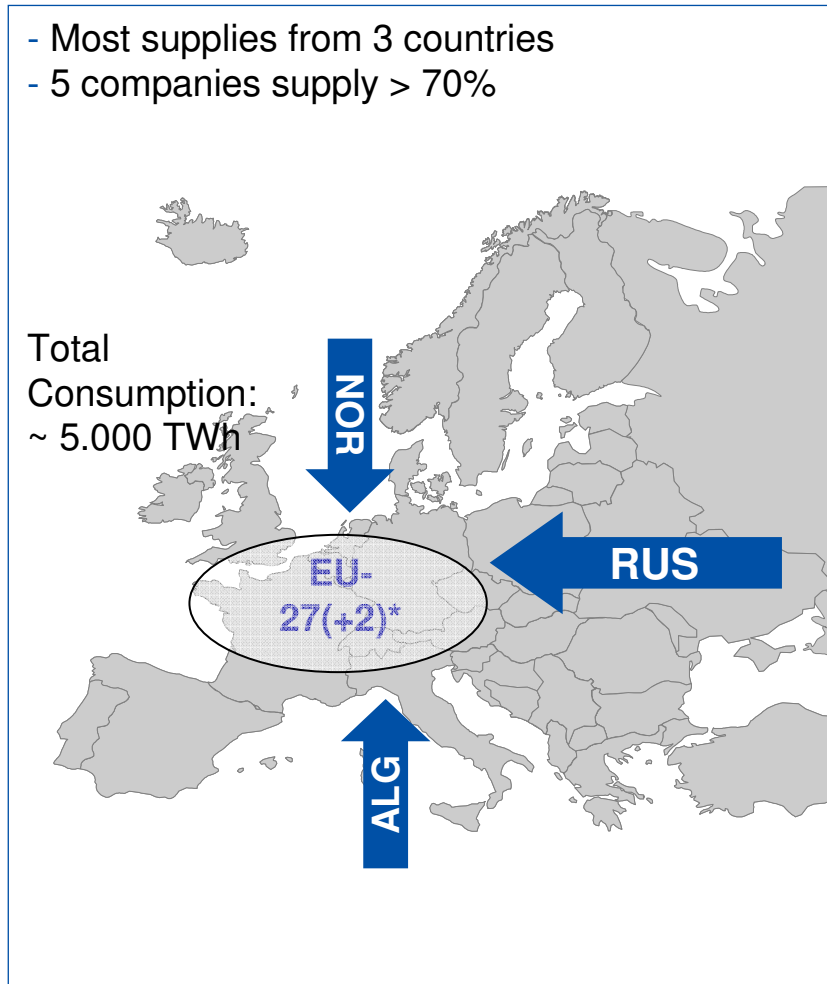 - Most supplies from 3 countries
- 5 companies supply > 70%
Total
Consumption:
~ 5.000 TWh
NOR
RUS
EU-
27(+2)*
ALG